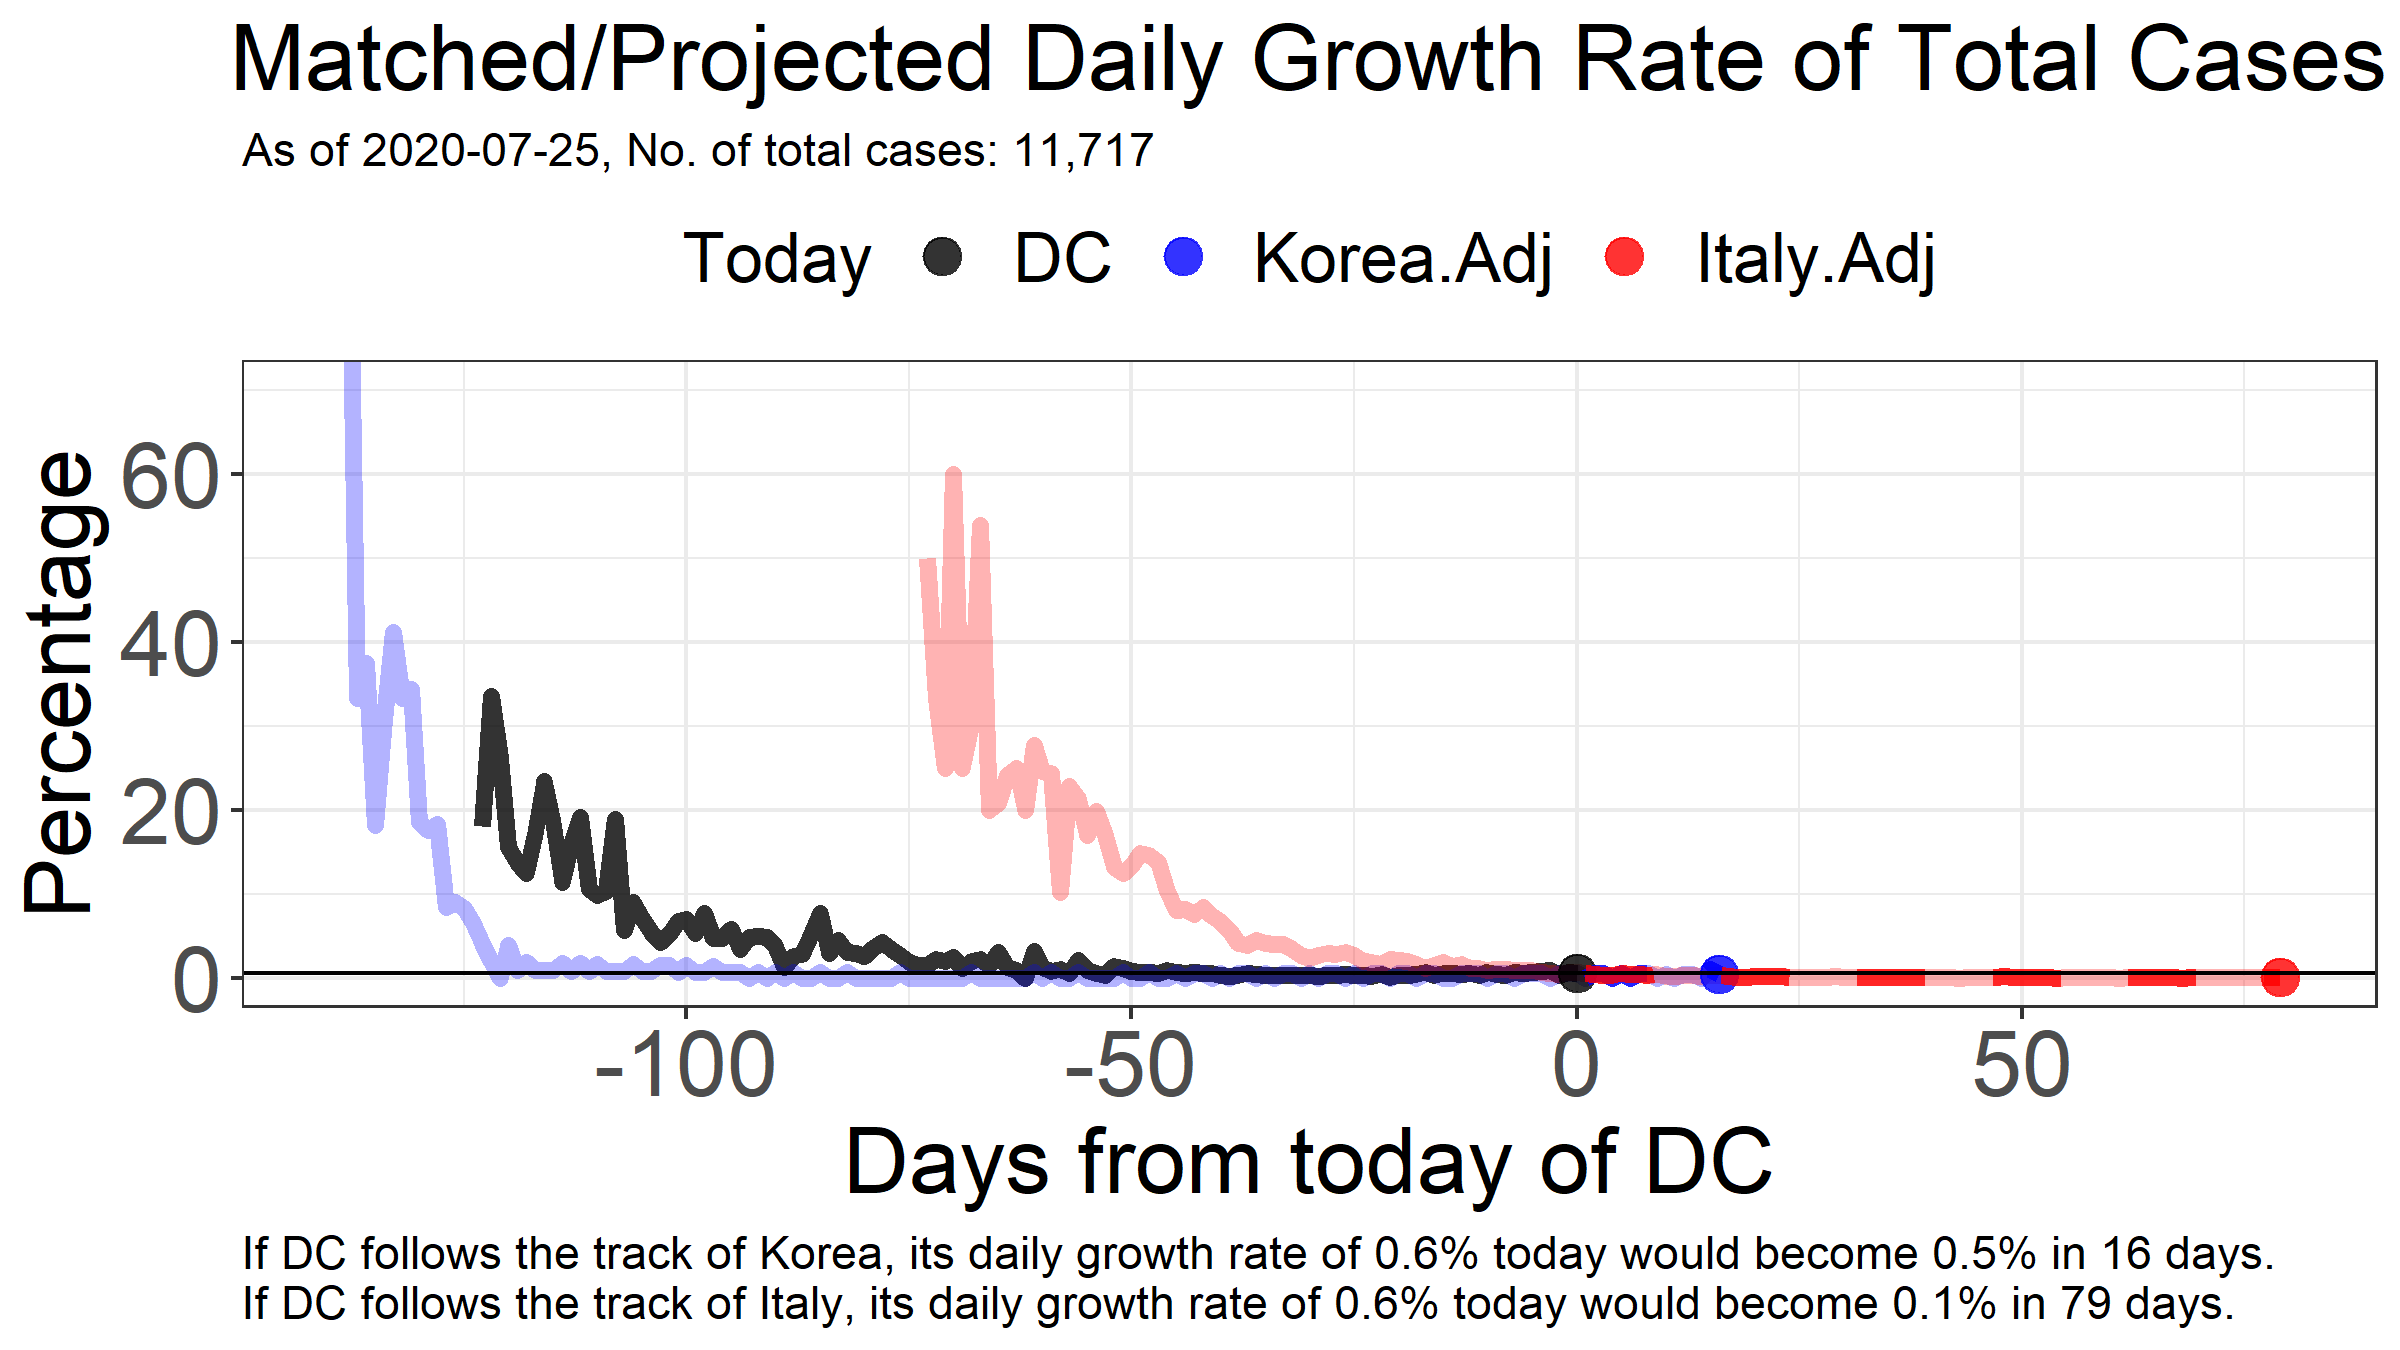 Matched/Projected Daily Growth Rate of Total Cases
As of 2020-07-25, No. of total cases: 11,717
Today DC Korea.Adj Italy.Adj
Percentage
60
40
20
0
-100 -50 0 50
Days from today of DC
If DC follows the track of Korea, its daily growth rate of 0.6% today would become 0.5% in 16 days.
If DC follows the track of Italy, its daily growth rate of 0.6% today would become 0.1% in 79 days.